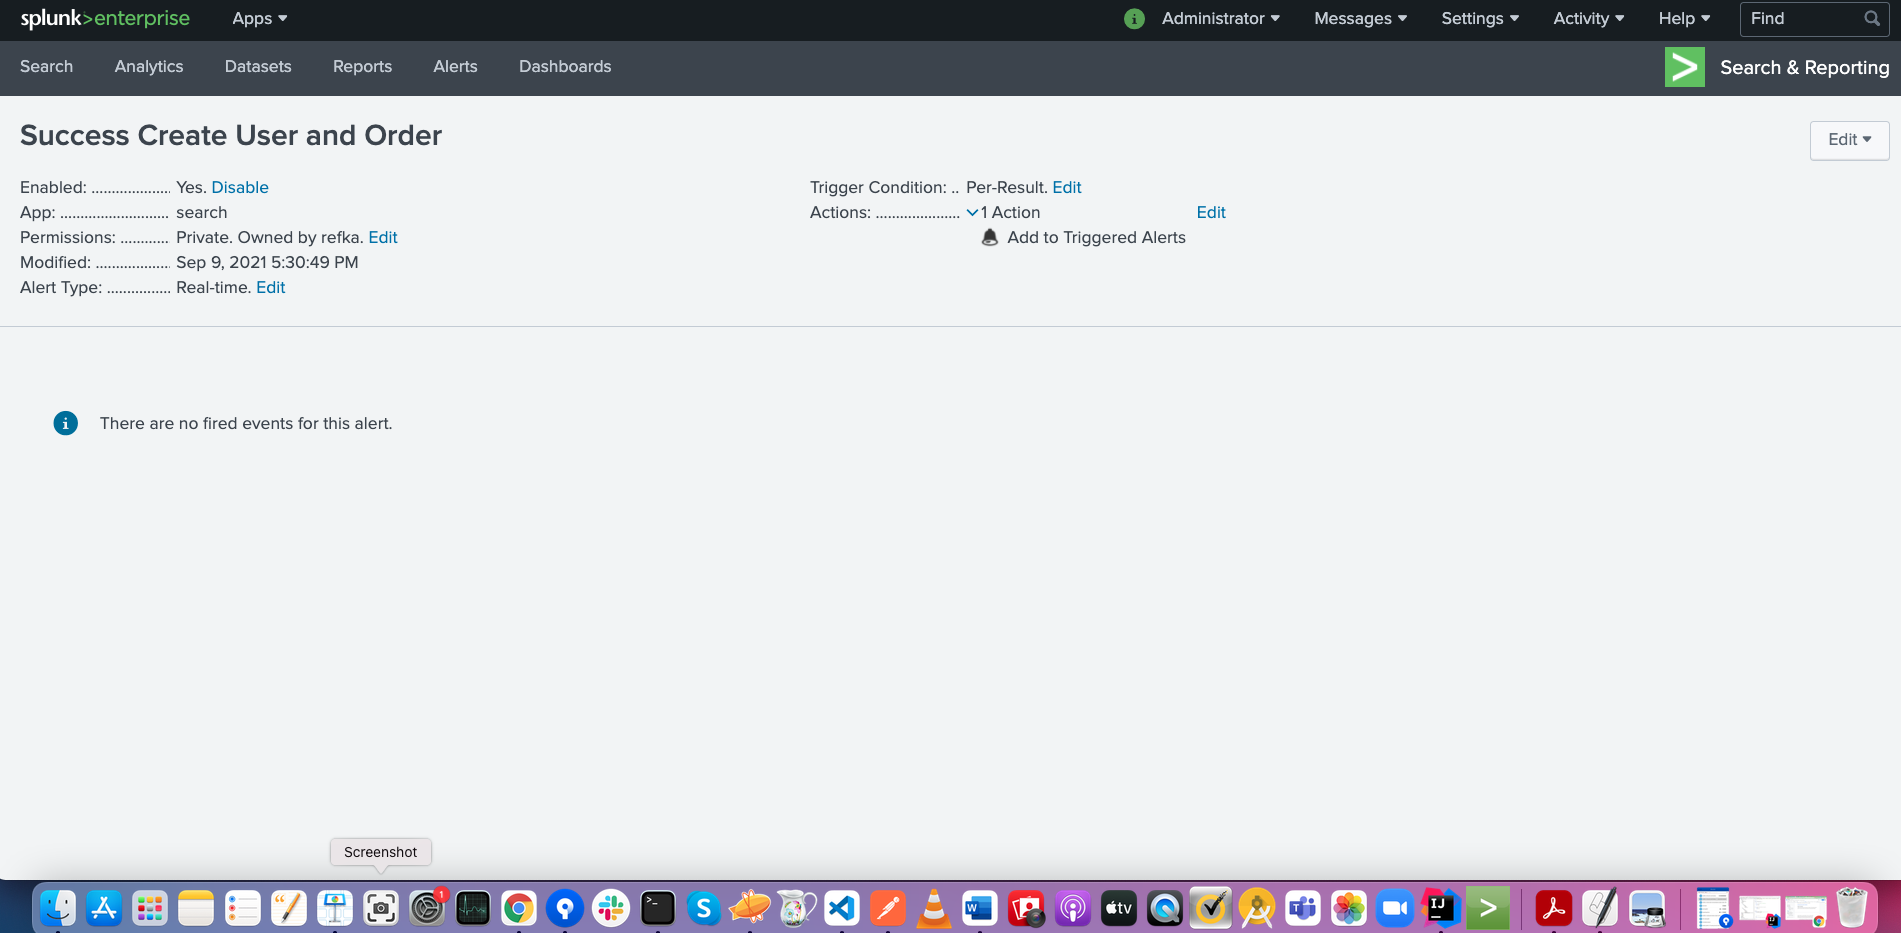 splunk>enterprise Apps Administrator Messages Settings Activity Help Find
Search Analytics Datasets Reports Alerts Dashboards Search & Reporting
Success Create User and Order
Edit
Enabled: ................... Yes. Disable
App: .......................... search
Permissions: ............ Private. Owned by refka. Edit
Modified: .................. Sep 9, 2021 5:30:49 PM
Alert Type: ................ Real-time. Edit
Trigger Condition: .. Per-Result. Edit
Actions: ..................... 1 Action Edit
Add to Triggered Alerts
There are no fired events for this alert.
Screenshot
1
tv
IJ